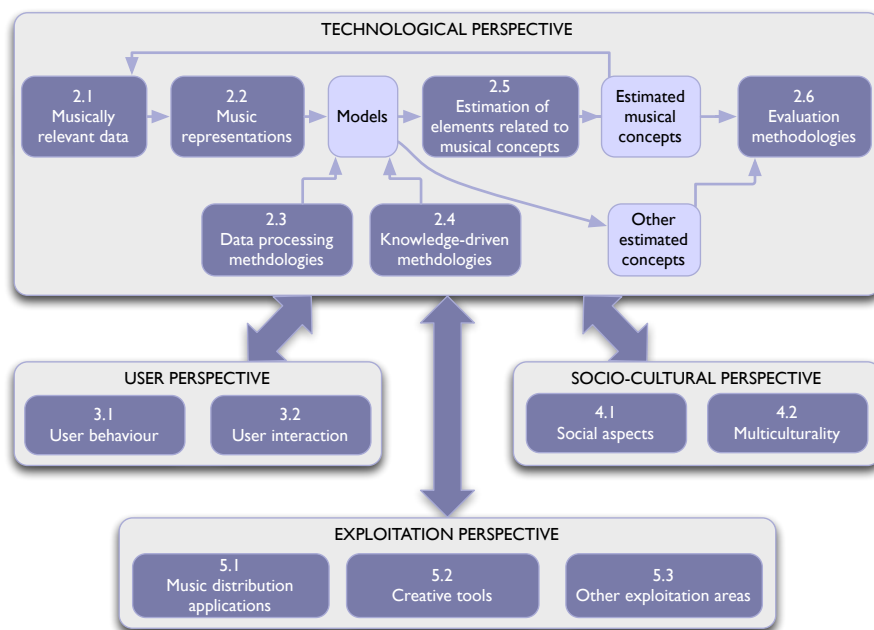 TECHNOLOGICAL PERSPECTIVE
2.1
Musically
relevant data
2.2
Music
representations
Models
2.5
Estimation of
elements related to
musical concepts
Estimated
musical
concepts
2.6
Evaluation
methodologies
2.3
Data processing
methdologies
2.4
Knowledge-driven
methdologies
Other
estimated
concepts
USER PERSPECTIVE
3.1
User behaviour
3.2
User interaction
SOCIO-CULTURAL PERSPECTIVE
4.1
Social aspects
4.2
Multiculturality
EXPLOITATION PERSPECTIVE
5.1
Music distribution
applications
5.2
Creative tools
5.3
Other exploitation areas